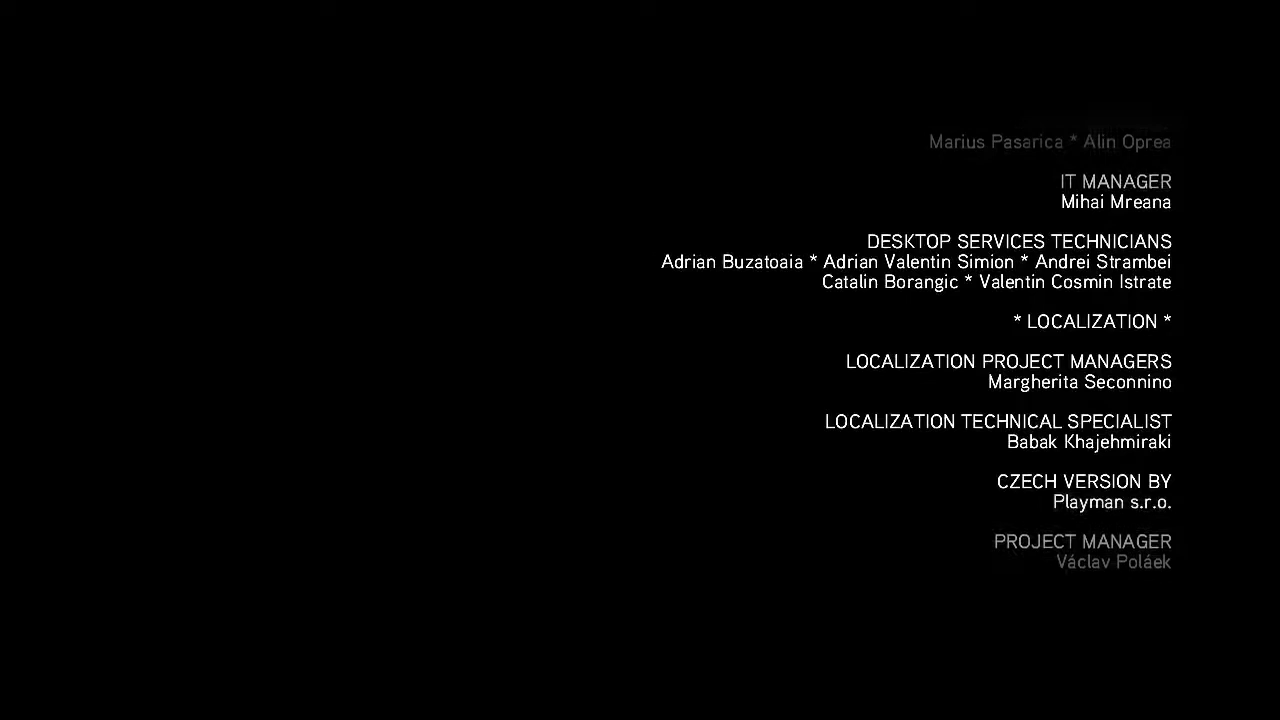 Marius Pasarica * Alin Oprea
IT MANAGER
Mihai Mreana
DESKTOP SERVICES TECHNICIANS
Adrian Buzatoaia * Adrian Valentin Simion * Andrei Strambei
Catalin Borangic * Valentin Cosmin Istrate
* LOCALIZATION *
LOCALIZATION PROJECT MANAGERS
Margherita Seconnino
LOCALIZATION TECHNICAL SPECIALIST
Babak Khajehmiraki
CZECH VERSION BY
Playman s.r.o.
PROJECT MANAGER
Václav Poláek